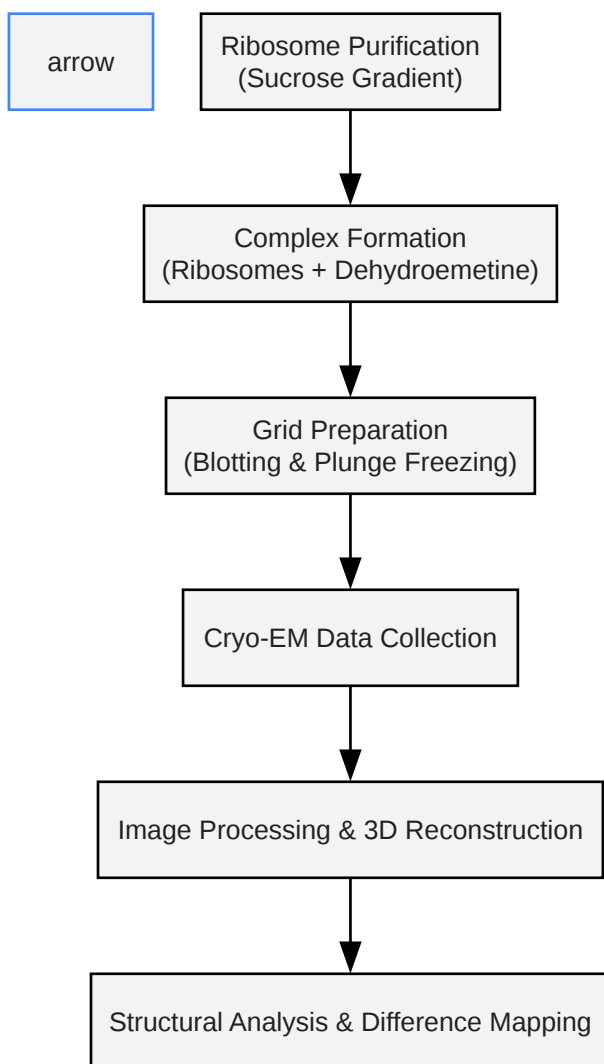 arrow
Ribosome Purification
(Sucrose Gradient)
Complex Formation
(Ribosomes + Dehydroemetine)
Grid Preparation
(Blotting & Plunge Freezing)
Cryo-EM Data Collection
Image Processing & 3D Reconstruction
Structural Analysis & Difference Mapping